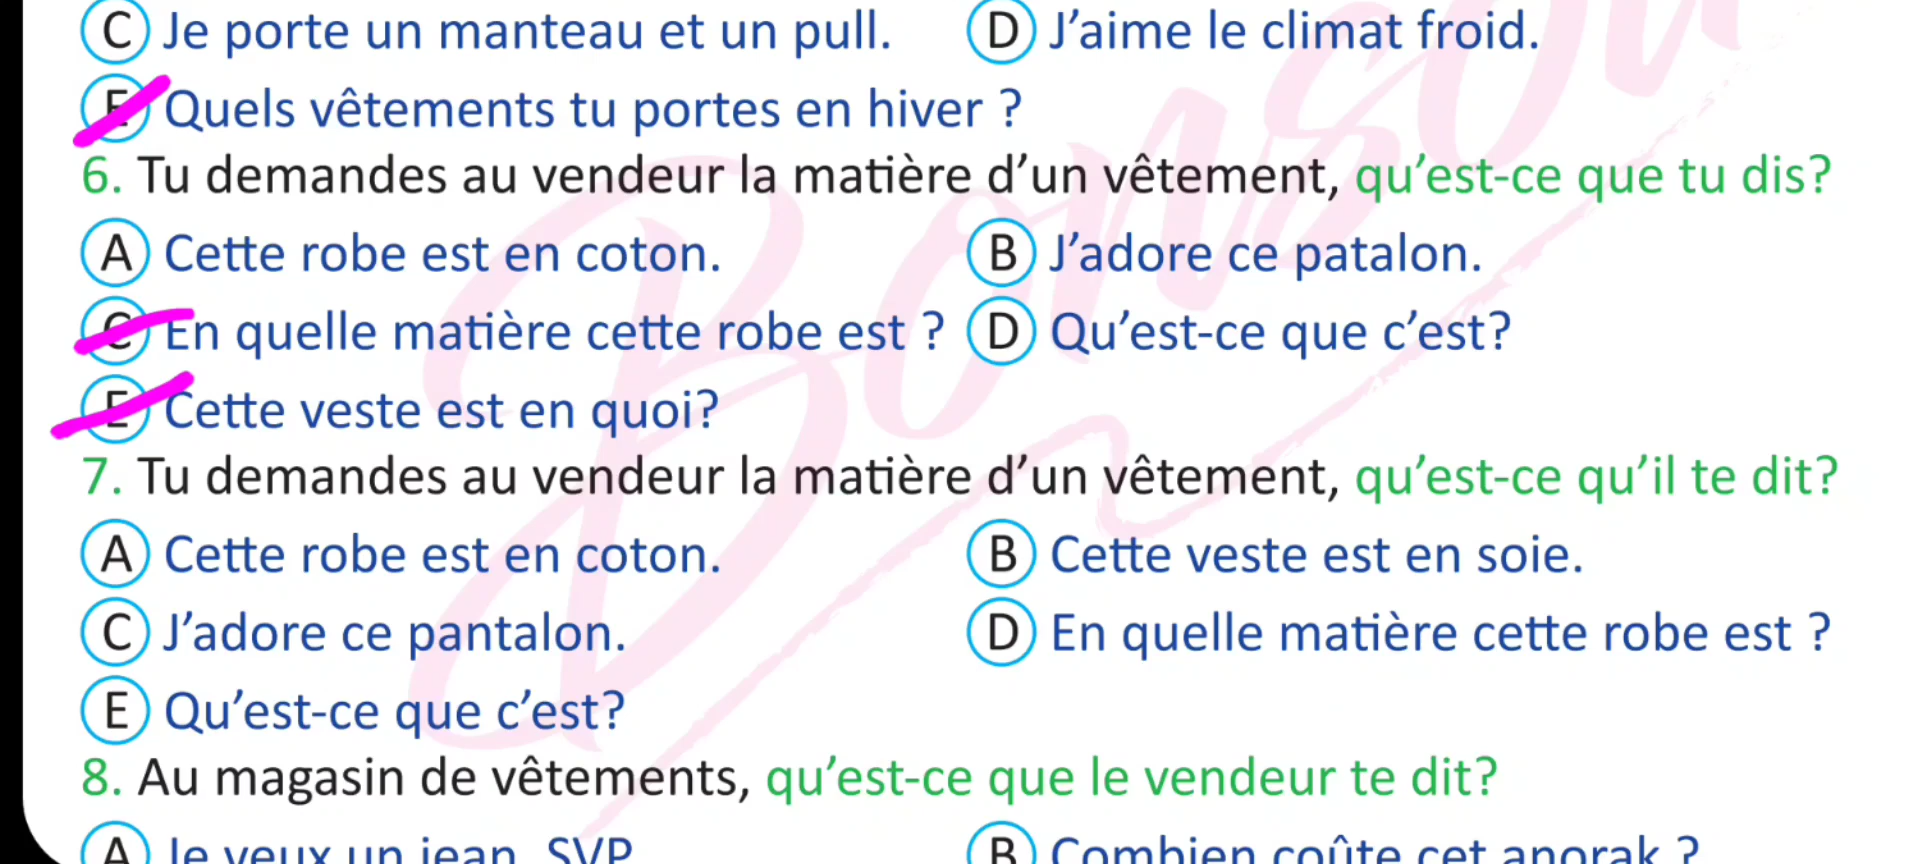 C Je porte un manteau et un pull. D J'aime le climat froid.
E Quels vêtements tu portes en hiver ?
6. Tu demandes au vendeur la matière d'un vêtement, qu'est-ce que tu dis?
A Cette robe est en coton. B J'adore ce patalon.
C En quelle matière cette robe est ? D Qu'est-ce que c'est?
E Cette veste est en quoi?
7. Tu demandes au vendeur la matière d'un vêtement, qu'est-ce qu'il te dit?
A Cette robe est en coton. B Cette veste est en soie.
C J'adore ce pantalon. D En quelle matière cette robe est ?
E Qu'est-ce que c'est?
8. Au magasin de vêtements, qu'est-ce que le vendeur te dit?
A Je veux un jean, SVP B Combien coûte cet anorak ?